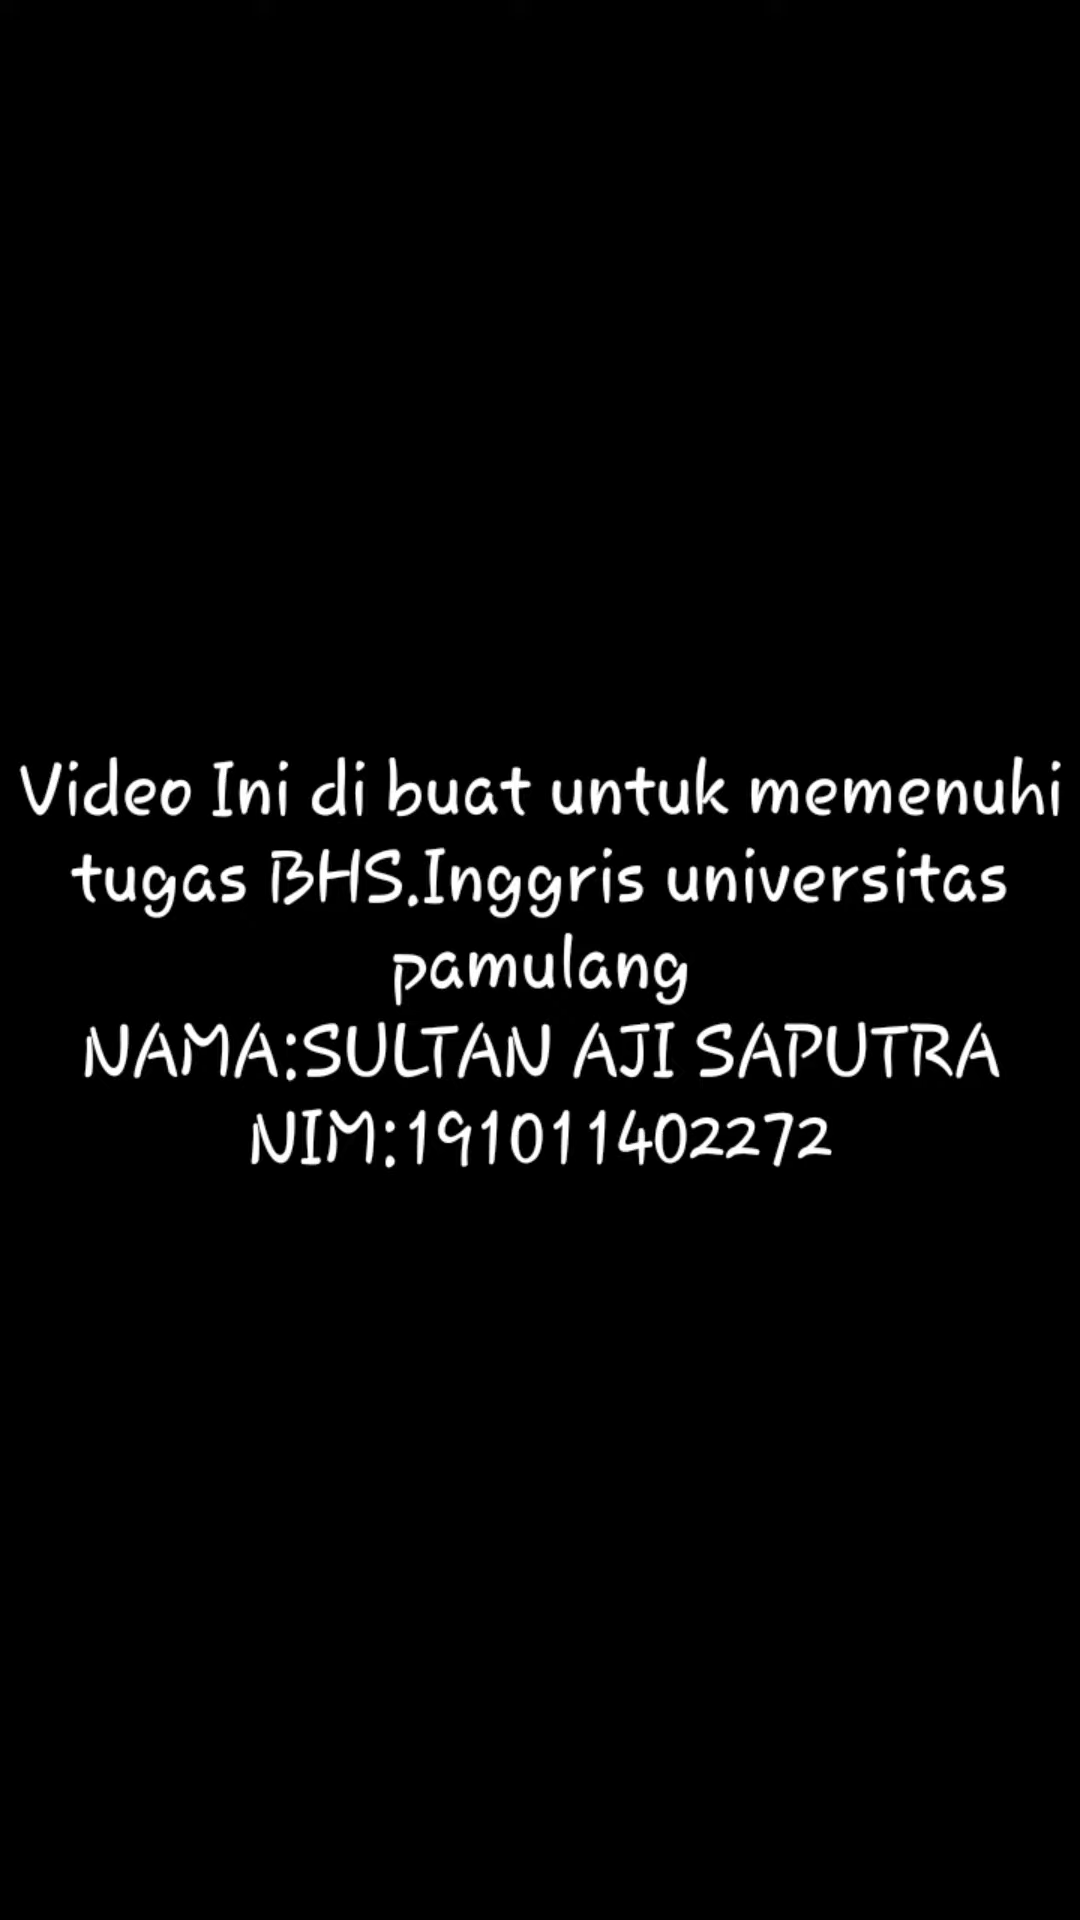 Video Ini di buat untuk memenuhi
tugas BHS.Inggris universitas
pamulang
NAMA:SULTAN AJI SAPUTRA
NIM:191011402272